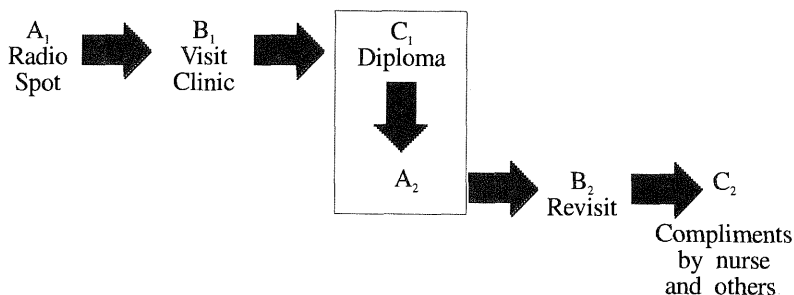 A₁
Radio
Spot
B₁
Visit
Clinic
C₁
Diploma
A₂
B₂
Revisit
C₂
Compliments
by nurse
and others